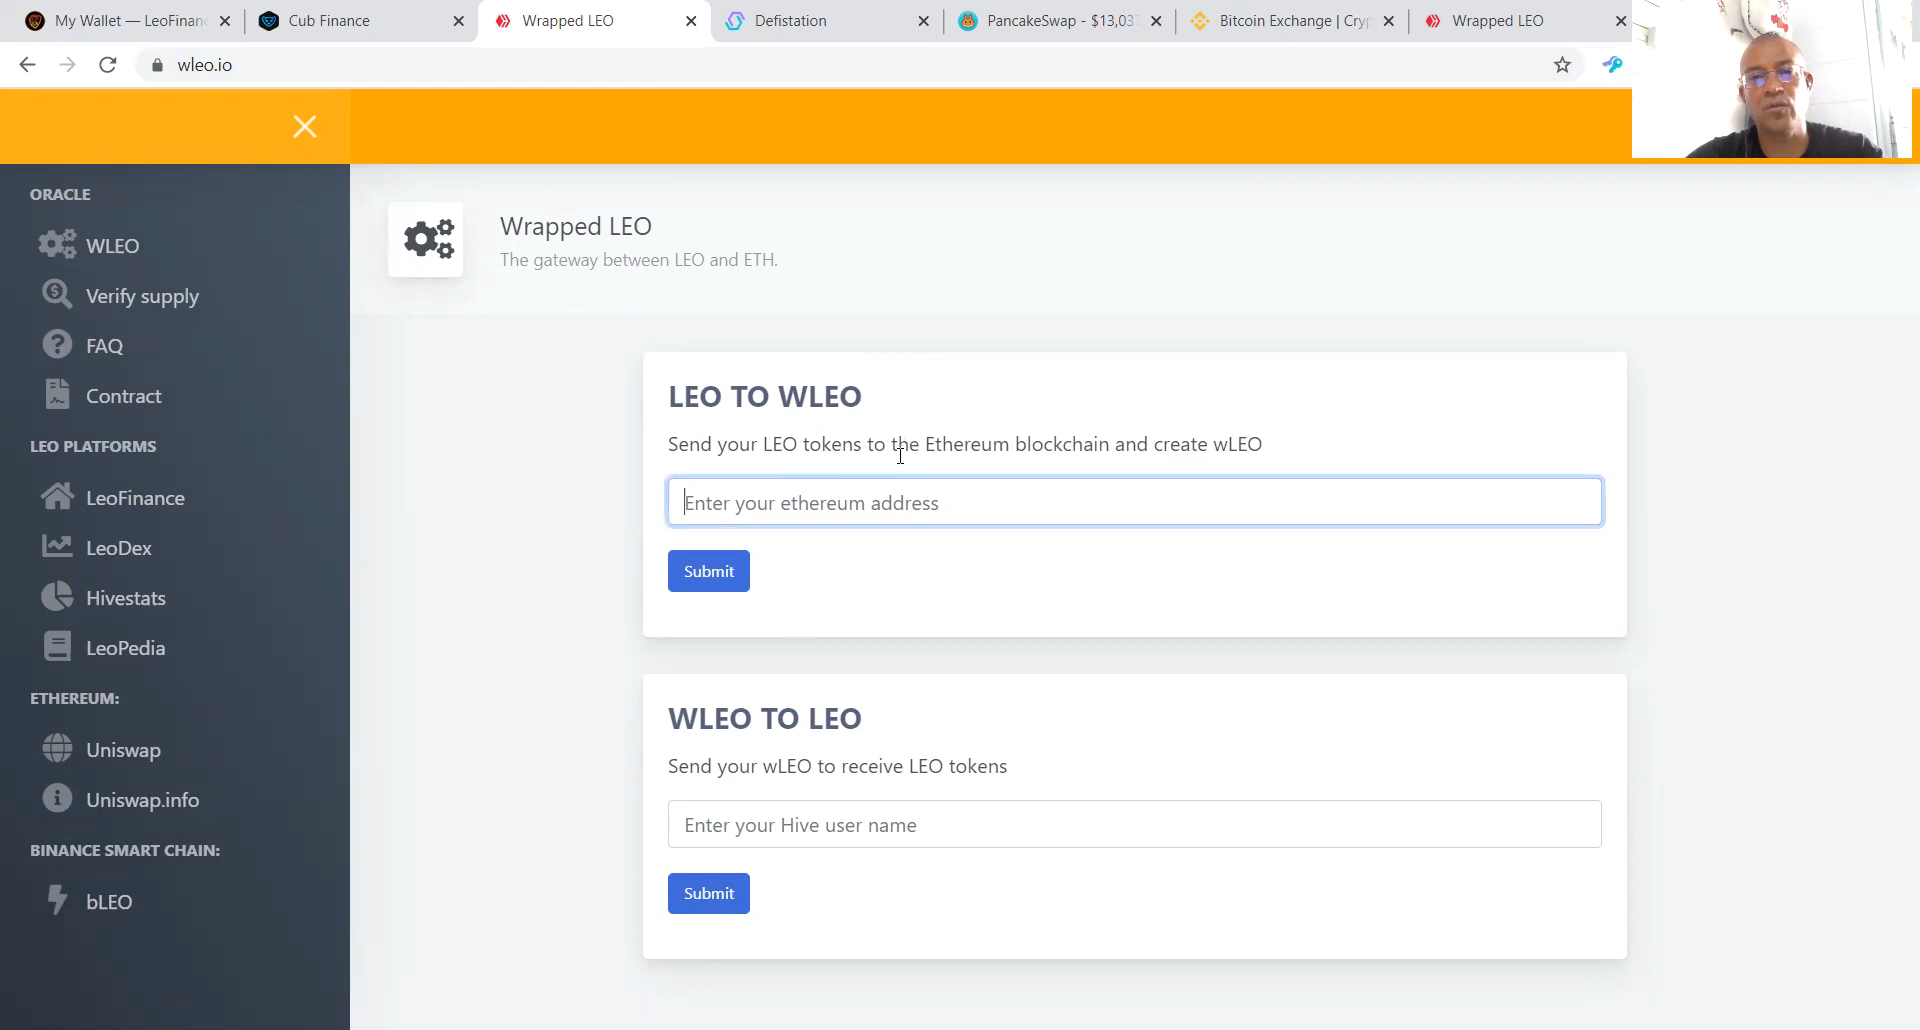 My Wallet — LeoFinanc
Cub Finance
Wrapped LEO
Defistation
PancakeSwap - $13,037
Bitcoin Exchange | Cryp
Wrapped LEO
wleo.io
ORACLE
WLEO
Verify supply
FAQ
Contract
LEO PLATFORMS
LeoFinance
LeoDex
Hivestats
LeoPedia
ETHEREUM:
Uniswap
Uniswap.info
BINANCE SMART CHAIN:
bLEO
Wrapped LEO
The gateway between LEO and ETH.
LEO TO WLEO
Send your LEO tokens to the Ethereum blockchain and create wLEO
Enter your ethereum address
Submit
WLEO TO LEO
Send your wLEO to receive LEO tokens
Enter your Hive user name
Submit